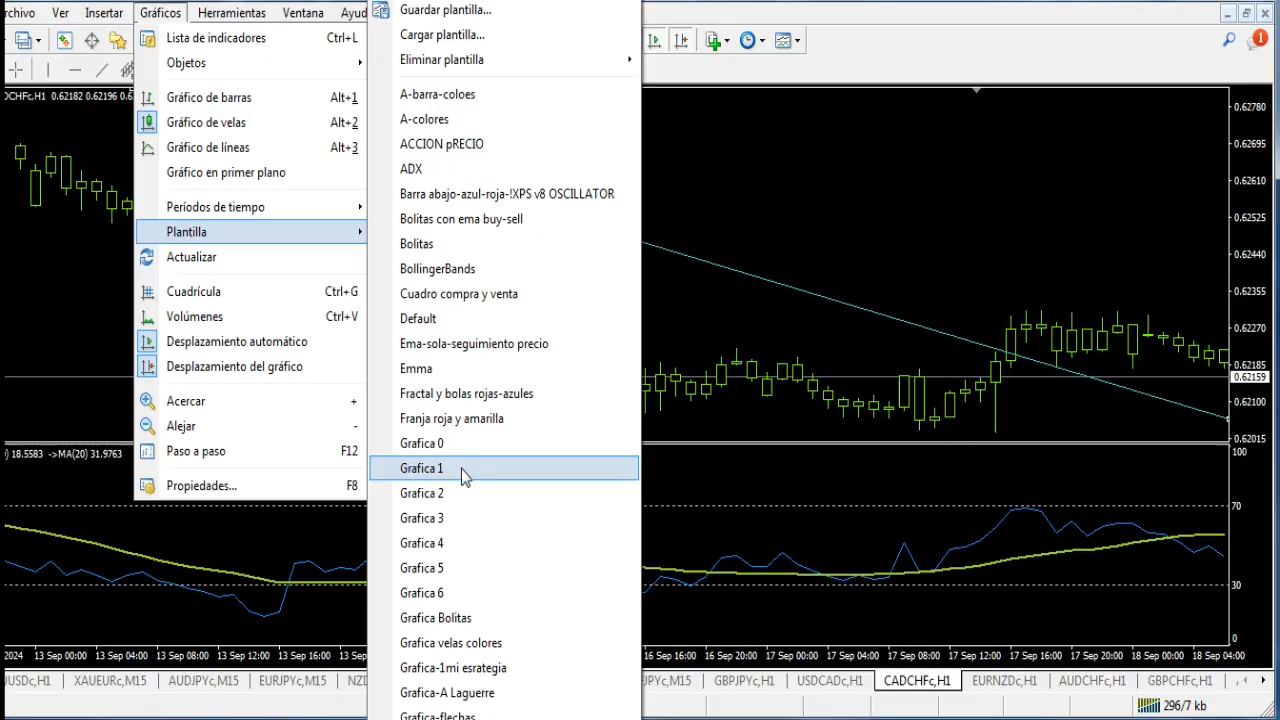 rchivo Ver Insertar Gráficos Herramientas Ventana Ayud
Lista de indicadores Ctrl+L
Objetos
Gráfico de barras Alt+1
Gráfico de velas Alt+2
Gráfico de líneas Alt+3
Gráfico en primer plano
Períodos de tiempo
Plantilla
Actualizar
Cuadrícula Ctrl+G
Volúmenes Ctrl+V
Desplazamiento automático
Desplazamiento del gráfico
Acercar +
Alejar -
Paso a paso F12
Propiedades... F8
Guardar plantilla...
Cargar plantilla...
Eliminar plantilla
A-barra-coloes
A-colores
ACCION pRECIO
ADX
Barra abajo-azul-roja-!XPS v8 OSCILLATOR
Bolitas con ema buy-sell
Bolitas
BollingerBands
Cuadro compra y venta
Default
Ema-sola-seguimiento precio
Emma
Fractal y bolas rojas-azules
Franja roja y amarilla
Grafica 0
Grafica 1
Grafica 2
Grafica 3
Grafica 4
Grafica 5
Grafica 6
Grafica Bolitas
Grafica velas colores
Grafica-1mi esrategia
Grafica-A Laguerre
Grafica-flechas
1
DCHFc,H1 0.62182 0.62196 0.6
0.62780
0.62695
0.62610
0.62525
0.62440
0.62355
0.62270
0.62185
0.62159
0.62100
0.62015
) 18.5583 ->MA(20) 31.9763
100
70
30
0
2024 13 Sep 00:00 13 Sep 04:00 13 Sep 08:00 13 Sep 12:00 13 Sep 16:00 13 Sep 16 Sep 16:00 16 Sep 20:00 17 Sep 00:00 17 Sep 04:00 17 Sep 08:00 17 Sep 12:00 17 Sep 16:00 17 Sep 20:00 18 Sep 00:00 18 Sep 04:00
USDc,H1 XAUEURc,M15 AUDJPYc,M15 EURJPYc,M15 NZD JPYc,M15 GBPJPYc,H1 USDCADc,H1 CADCHFc,H1 EURNZDc,H1 AUDCHFc,H1 GBPCHFc,H1
296/7 kb